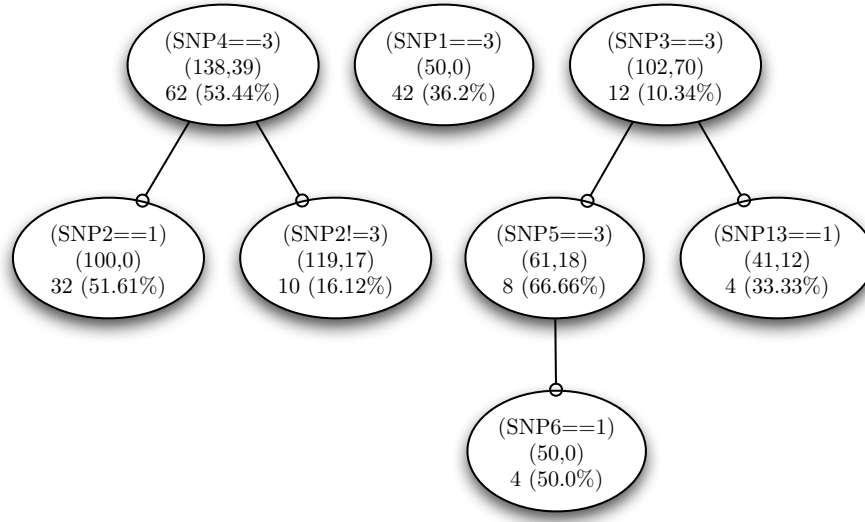 (SNP4==3)
(138,39)
62 (53.44%)
(SNP1==3)
(50,0)
42 (36.2%)
(SNP3==3)
(102,70)
12 (10.34%)
(SNP2==1)
(100,0)
32 (51.61%)
(SNP2!=3)
(119,17)
10 (16.12%)
(SNP5==3)
(61,18)
8 (66.66%)
(SNP13==1)
(41,12)
4 (33.33%)
(SNP6==1)
(50,0)
4 (50.0%)